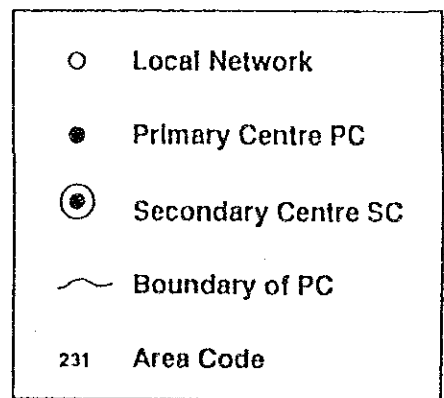 Local Network
Primary Centre PC
Secondary Centre SC
Boundary of PC
231 Area Code